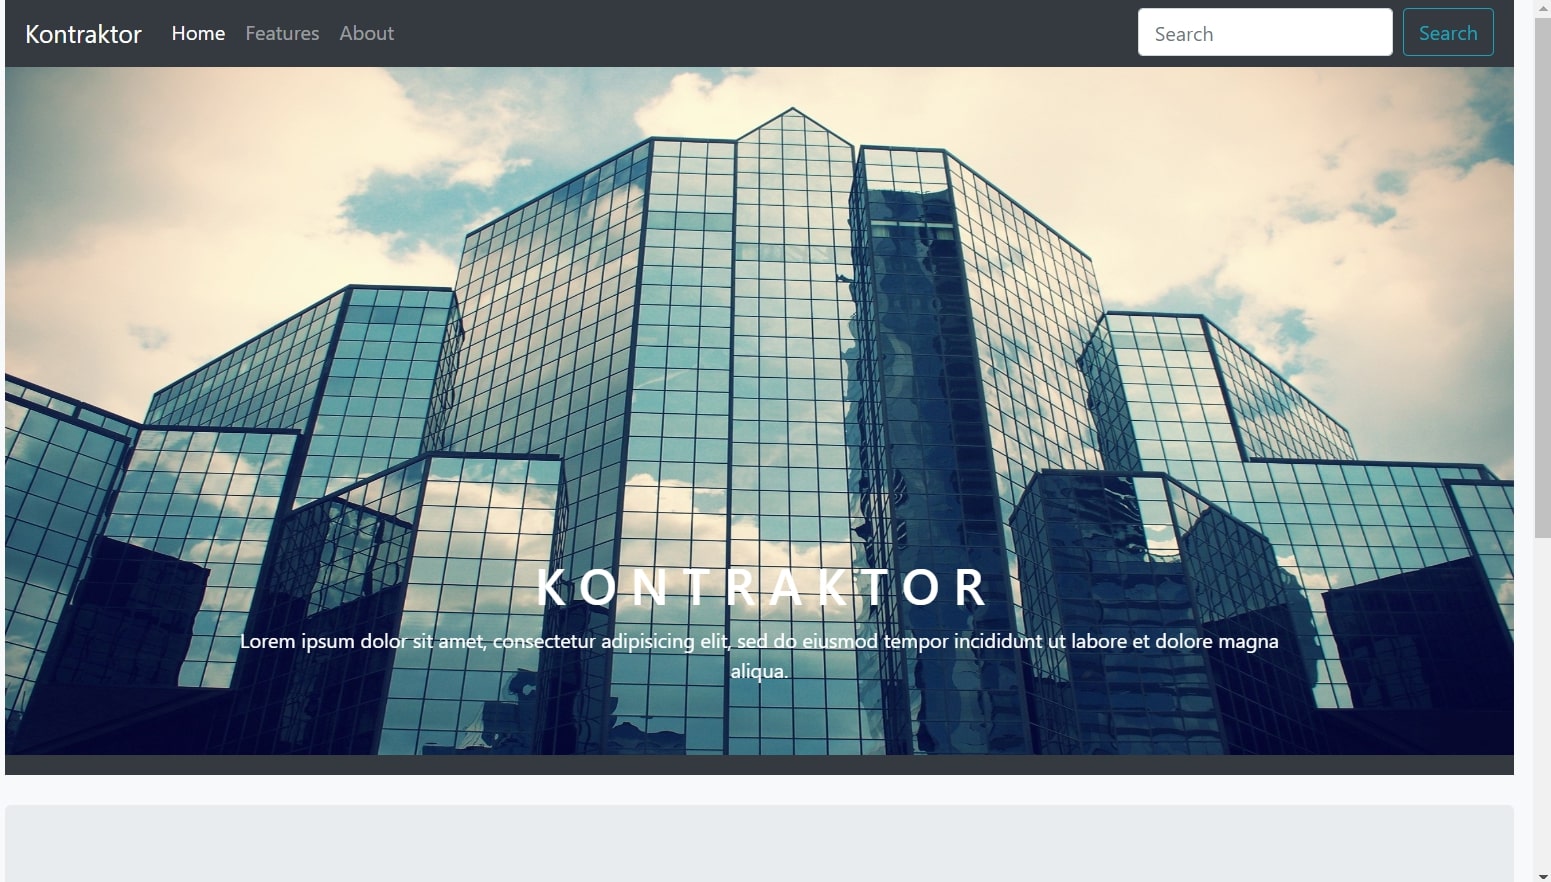 Kontraktor Home Features About Search Search
KONTRAKTOR
Lorem ipsum dolor sit amet, consectetur adipisicing elit, sed do eiusmod tempor incididunt ut labore et dolore magna
aliqua.